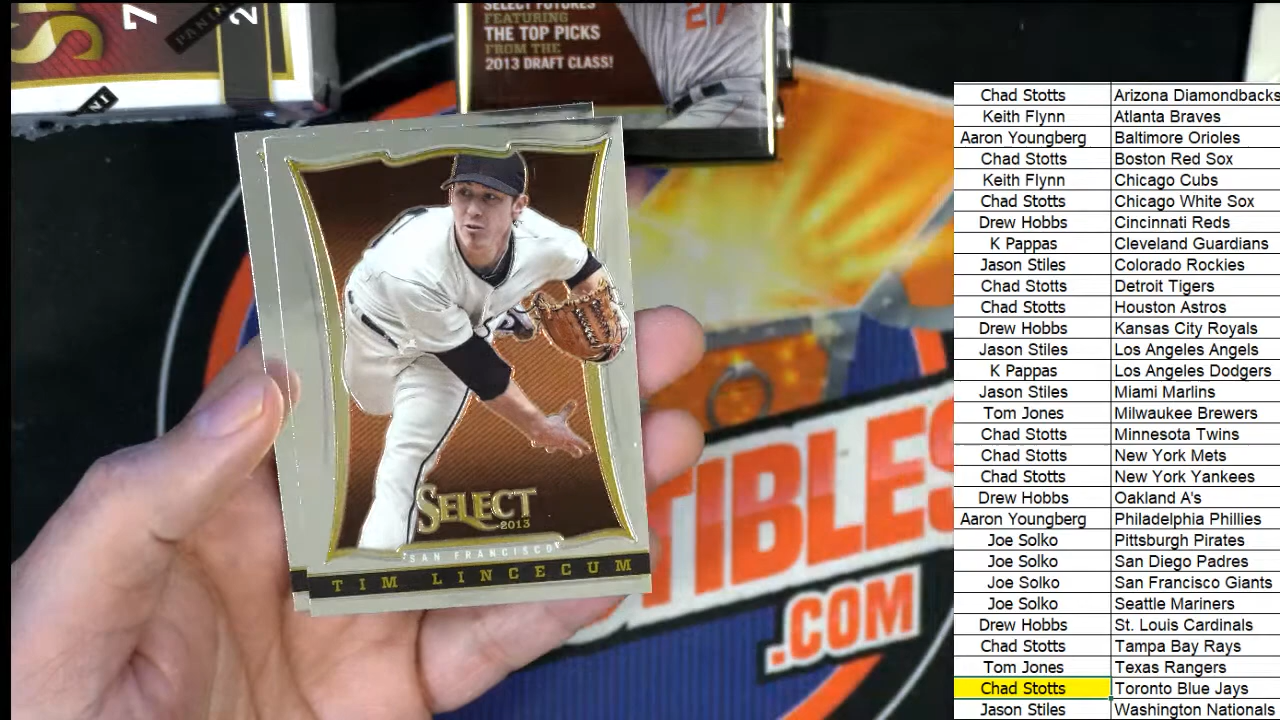 PANINI
7
2
NI
SELECT FUTURES
FEATURING
THE TOP PICKS
FROM THE
2013 DRAFT CLASS!
27
SELECT
2013
SAN FRANCISCO
TIM LINCECUM
TIBLES
.COM
Chad Stotts Arizona Diamondbacks
Keith Flynn Atlanta Braves
Aaron Youngberg Baltimore Orioles
Chad Stotts Boston Red Sox
Keith Flynn Chicago Cubs
Chad Stotts Chicago White Sox
Drew Hobbs Cincinnati Reds
K Pappas Cleveland Guardians
Jason Stiles Colorado Rockies
Chad Stotts Detroit Tigers
Chad Stotts Houston Astros
Drew Hobbs Kansas City Royals
Jason Stiles Los Angeles Angels
K Pappas Los Angeles Dodgers
Jason Stiles Miami Marlins
Tom Jones Milwaukee Brewers
Chad Stotts Minnesota Twins
Chad Stotts New York Mets
Chad Stotts New York Yankees
Drew Hobbs Oakland A's
Aaron Youngberg Philadelphia Phillies
Joe Solko Pittsburgh Pirates
Joe Solko San Diego Padres
Joe Solko San Francisco Giants
Joe Solko Seattle Mariners
Drew Hobbs St. Louis Cardinals
Chad Stotts Tampa Bay Rays
Tom Jones Texas Rangers
Chad Stotts Toronto Blue Jays
Jason Stiles Washington Nationals